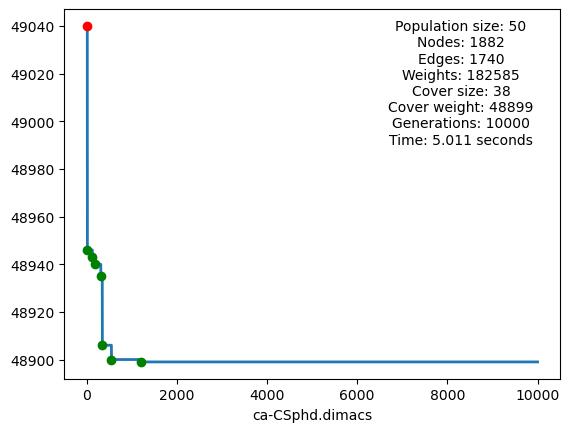 49040
49020
49000
48980
48960
48940
48920
48900
Population size: 50
Nodes: 1882
Edges: 1740
Weights: 182585
Cover size: 38
Cover weight: 48899
Generations: 10000
Time: 5.011 seconds
0 2000 4000 6000 8000 10000
ca-CSphd.dimacs